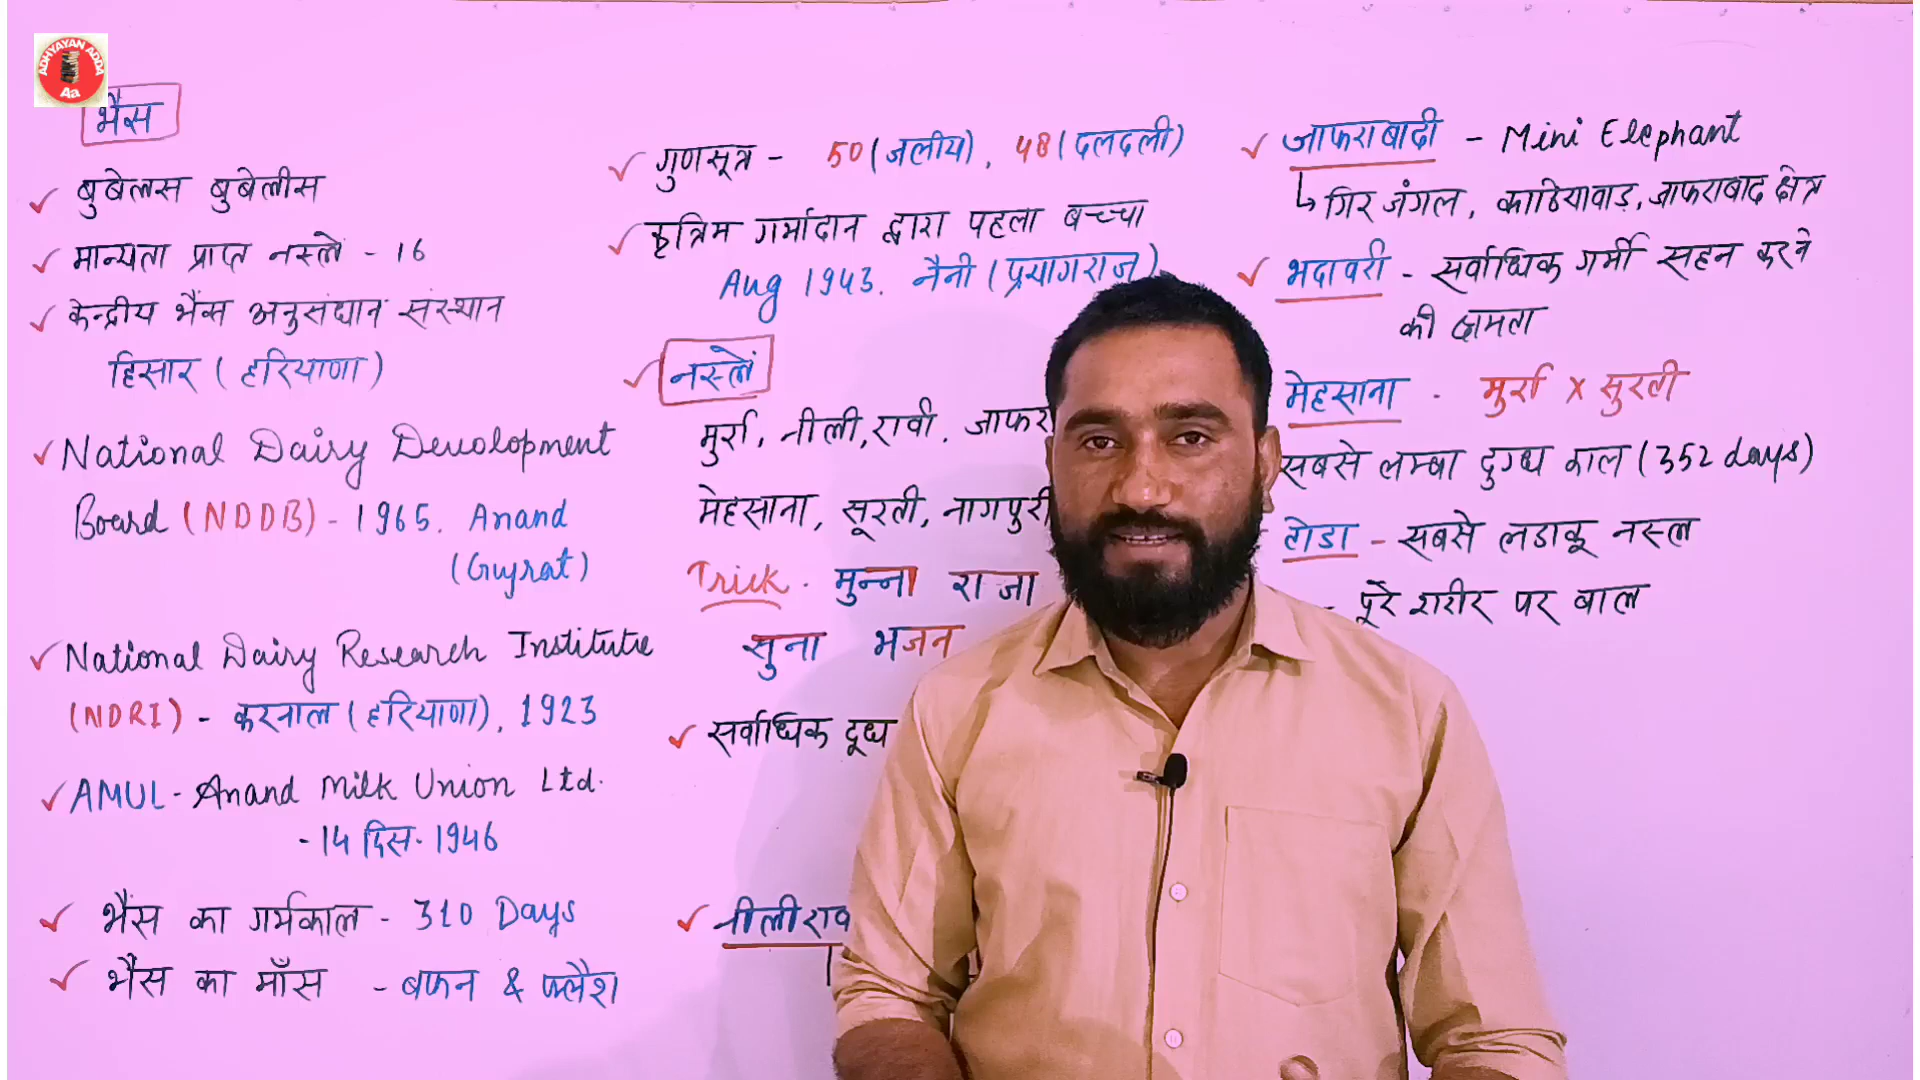 ADHYAYAN ADDA
Aa
भैंस
बुबेलस बुबेलीस
मान्यता प्राप्त नस्लें - 16
केन्द्रीय भैंस अनुसंधान संस्थान
हिसार (हरियाणा)
National Dairy Devolopment
Board (NDDB) - 1965. Anand
(Gujrat)
National Dairy Research Institute
(NDRI) - करनाल (हरियाणा), 1923
AMUL - Anand Milk Union Ltd.
- 14 दिस. 1946
भैंस का गर्भकाल - 310 Days
भैंस का माँस - बफन & फ्लैश
गुणसूत्र - 50 (जलीय), 48 (दलदली)
कृत्रिम गर्भादान द्वारा पहला बच्चा
Aug 1943. नैनी (प्रयागराज)
नस्लें
मुर्रा, नीली, रावी, जाफरा
मेहसाना, सूरती, नागपुरी
Trick - मुन्ना राजा
सुना भजन
सर्वाधिक दूध
नीली राव
जाफराबादी - Mini Elephant
गिर जंगल, काठियावाड़, जाफराबाद क्षेत्र
भदावरी - सर्वाधिक गर्मी सहन करने
की क्षमता
मेहसाना - मुर्रा x सुरती
सबसे लम्बा दुग्ध काल (352 days)
टोडा - सबसे लडाकू नस्ल
- पूरे शरीर पर बाल